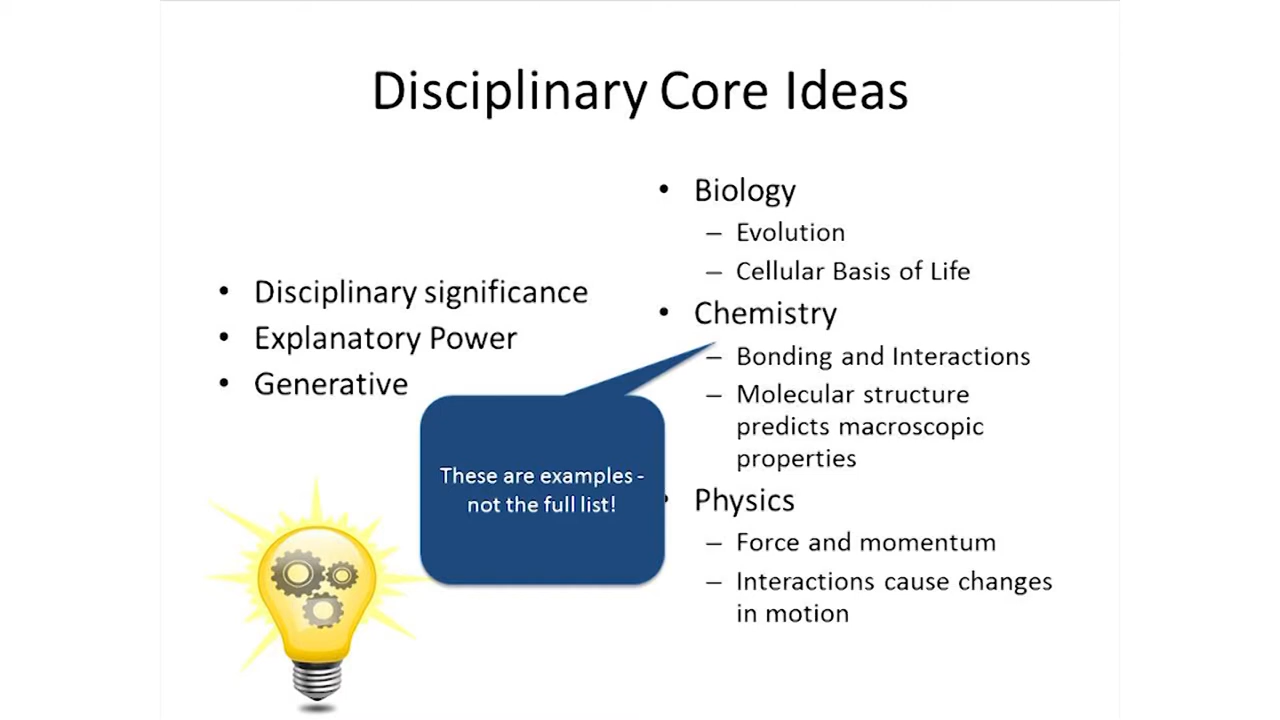 Disciplinary Core Ideas
• Disciplinary significance
• Explanatory Power
• Generative
These are examples -
not the full list!
• Biology
– Evolution
– Cellular Basis of Life
• Chemistry
– Bonding and Interactions
– Molecular structure
predicts macroscopic
properties
• Physics
– Force and momentum
– Interactions cause changes
in motion